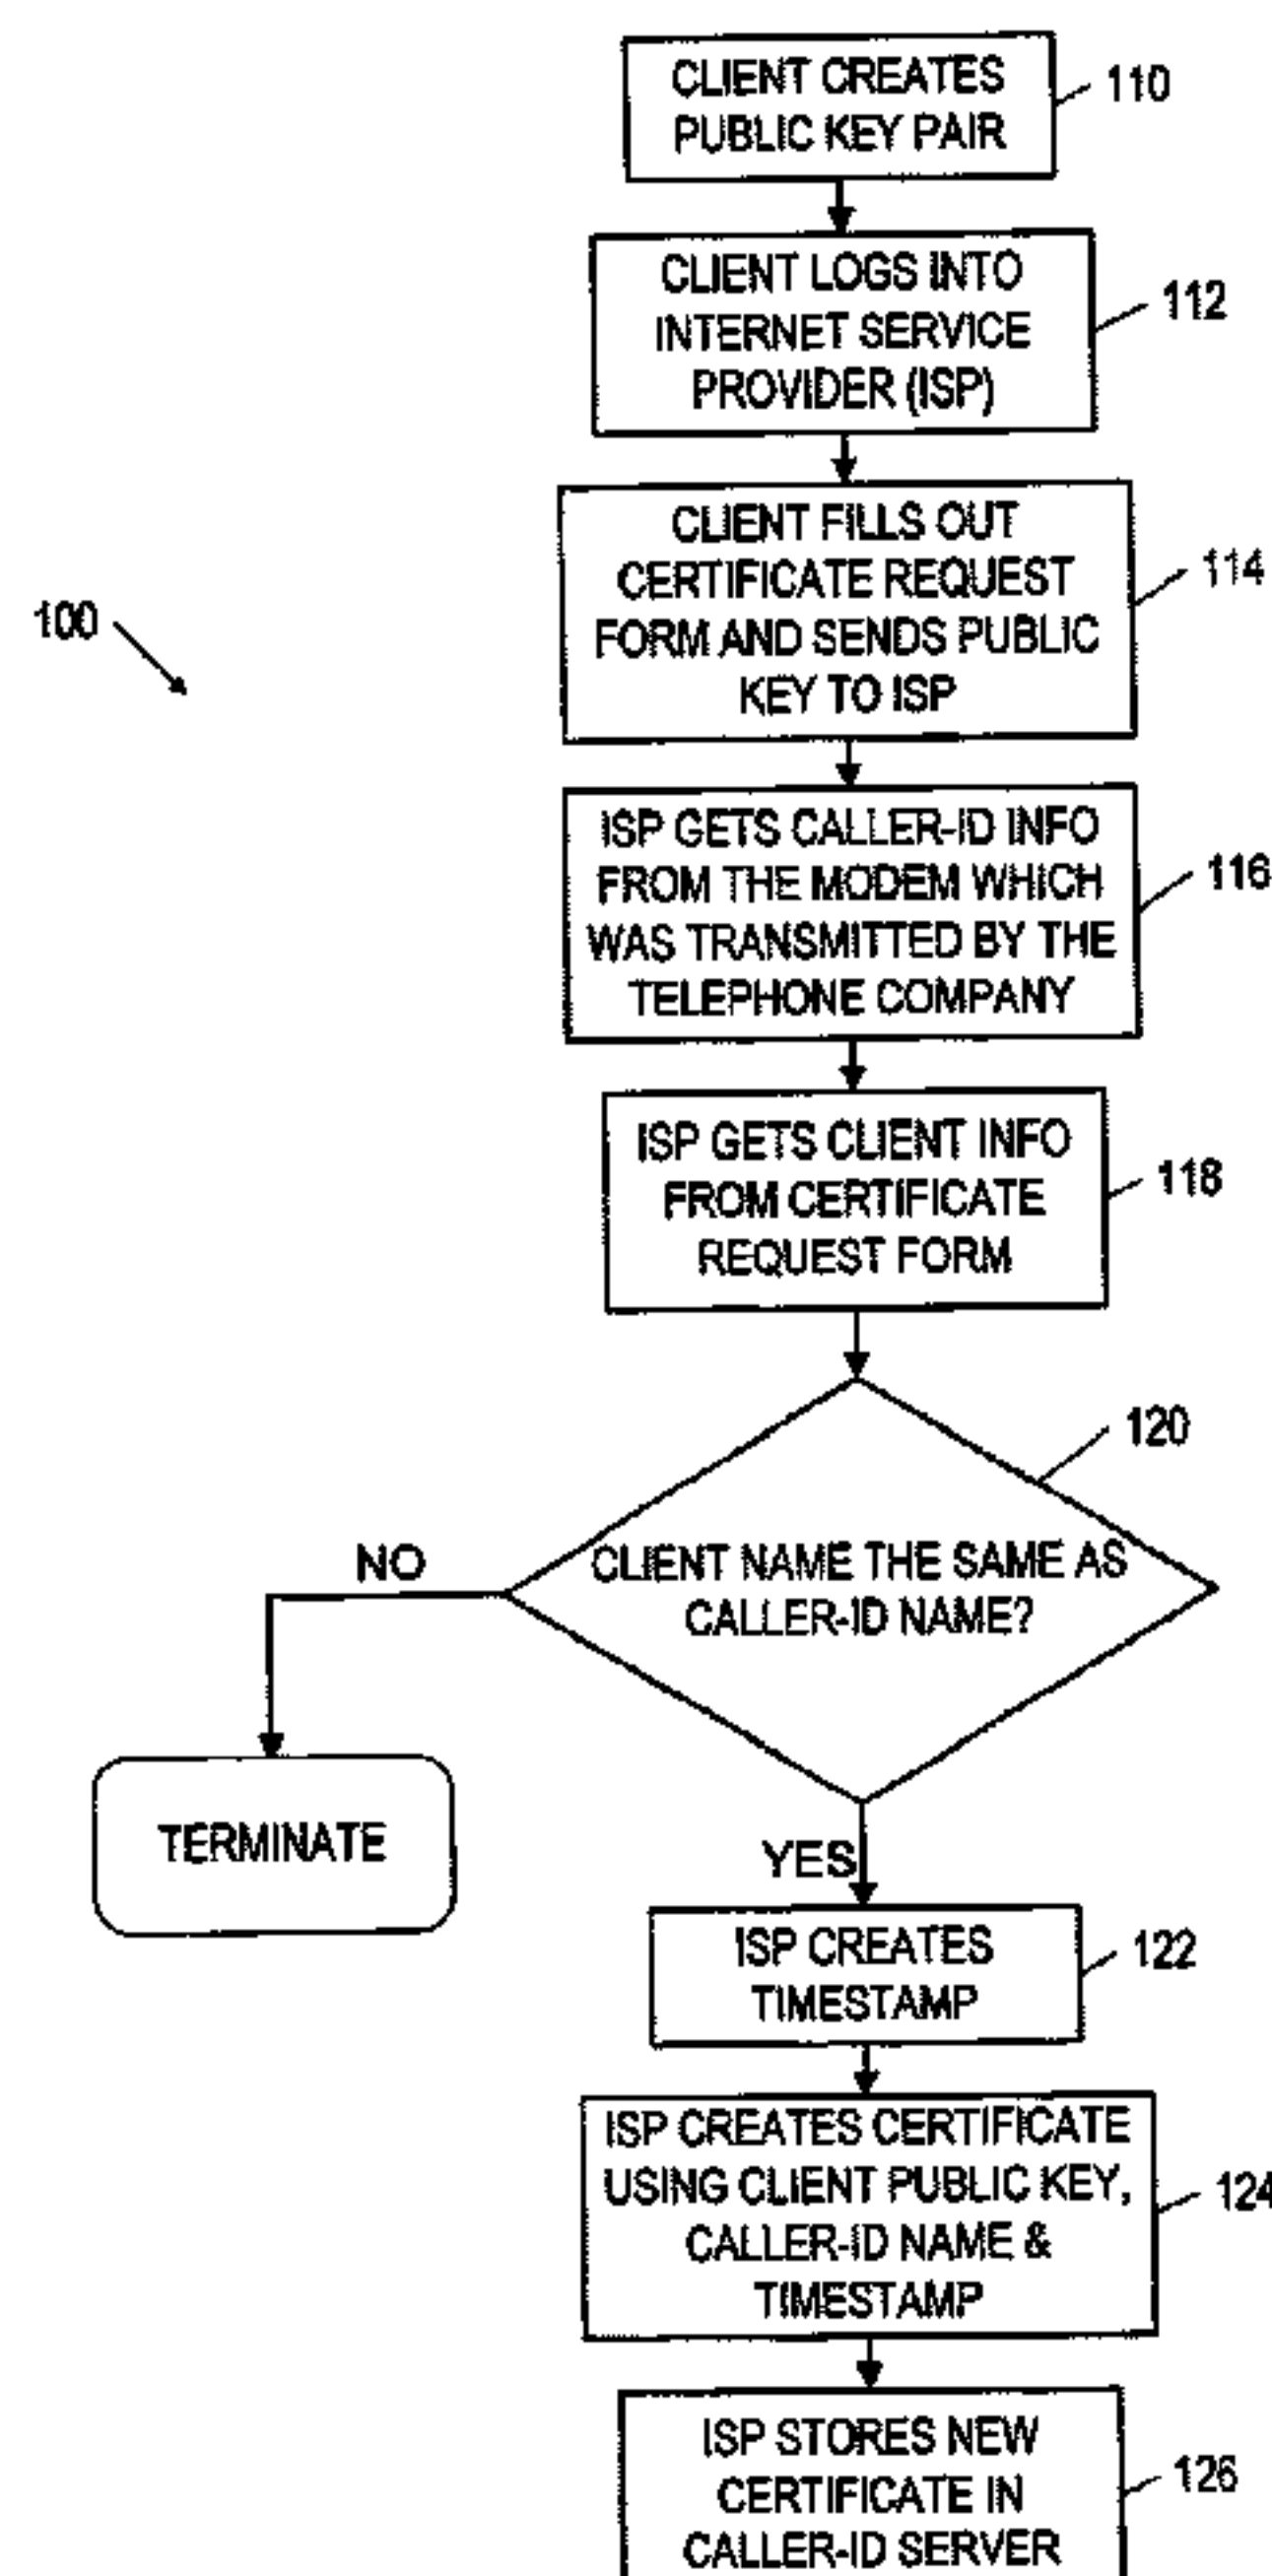 CLIENT CREATES
PUBLIC KEY PAIR
110
CLIENT LOGS INTO
INTERNET SERVICE
PROVIDER (ISP)
112
CLIENT FILLS OUT
CERTIFICATE REQUEST
FORM AND SENDS PUBLIC
KEY TO ISP
114
100
ISP GETS CALLER-ID INFO
FROM THE MODEM WHICH
WAS TRANSMITTED BY THE
TELEPHONE COMPANY
116
ISP GETS CLIENT INFO
FROM CERTIFICATE
REQUEST FORM
118
120
NO
CLIENT NAME THE SAME AS
CALLER-ID NAME?
TERMINATE
YES
ISP CREATES
TIMESTAMP
122
ISP CREATES CERTIFICATE
USING CLIENT PUBLIC KEY,
CALLER-ID NAME &
TIMESTAMP
124
ISP STORES NEW
CERTIFICATE IN
CALLER-ID SERVER
126